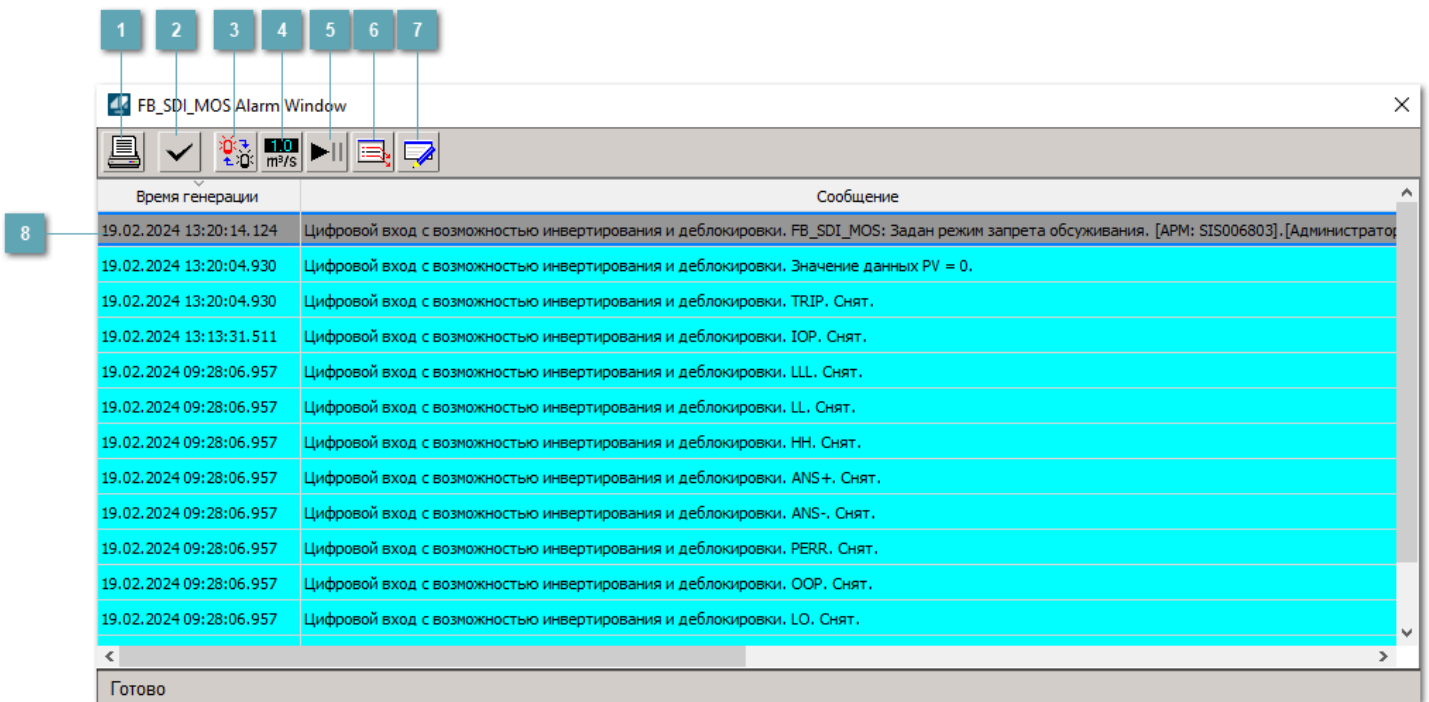 1 2 3 4 5 6 7
FB_SDI_MOS Alarm Window
1.0
m³/s
Время генерации Сообщение
8
19.02.2024 13:20:14.124 Цифровой вход с возможностью инвертирования и деблокировки. FB_SDI_MOS: Задан режим запрета обсуживания. [АРМ: SIS006803].[Администратор
19.02.2024 13:20:04.930 Цифровой вход с возможностью инвертирования и деблокировки. Значение данных PV = 0.
19.02.2024 13:20:04.930 Цифровой вход с возможностью инвертирования и деблокировки. TRIP. Снят.
19.02.2024 13:13:31.511 Цифровой вход с возможностью инвертирования и деблокировки. IOP. Снят.
19.02.2024 09:28:06.957 Цифровой вход с возможностью инвертирования и деблокировки. LLL. Снят.
19.02.2024 09:28:06.957 Цифровой вход с возможностью инвертирования и деблокировки. LL. Снят.
19.02.2024 09:28:06.957 Цифровой вход с возможностью инвертирования и деблокировки. HH. Снят.
19.02.2024 09:28:06.957 Цифровой вход с возможностью инвертирования и деблокировки. ANS+. Снят.
19.02.2024 09:28:06.957 Цифровой вход с возможностью инвертирования и деблокировки. ANS-. Снят.
19.02.2024 09:28:06.957 Цифровой вход с возможностью инвертирования и деблокировки. PERR. Снят.
19.02.2024 09:28:06.957 Цифровой вход с возможностью инвертирования и деблокировки. OOP. Снят.
19.02.2024 09:28:06.957 Цифровой вход с возможностью инвертирования и деблокировки. LO. Снят.
Готово